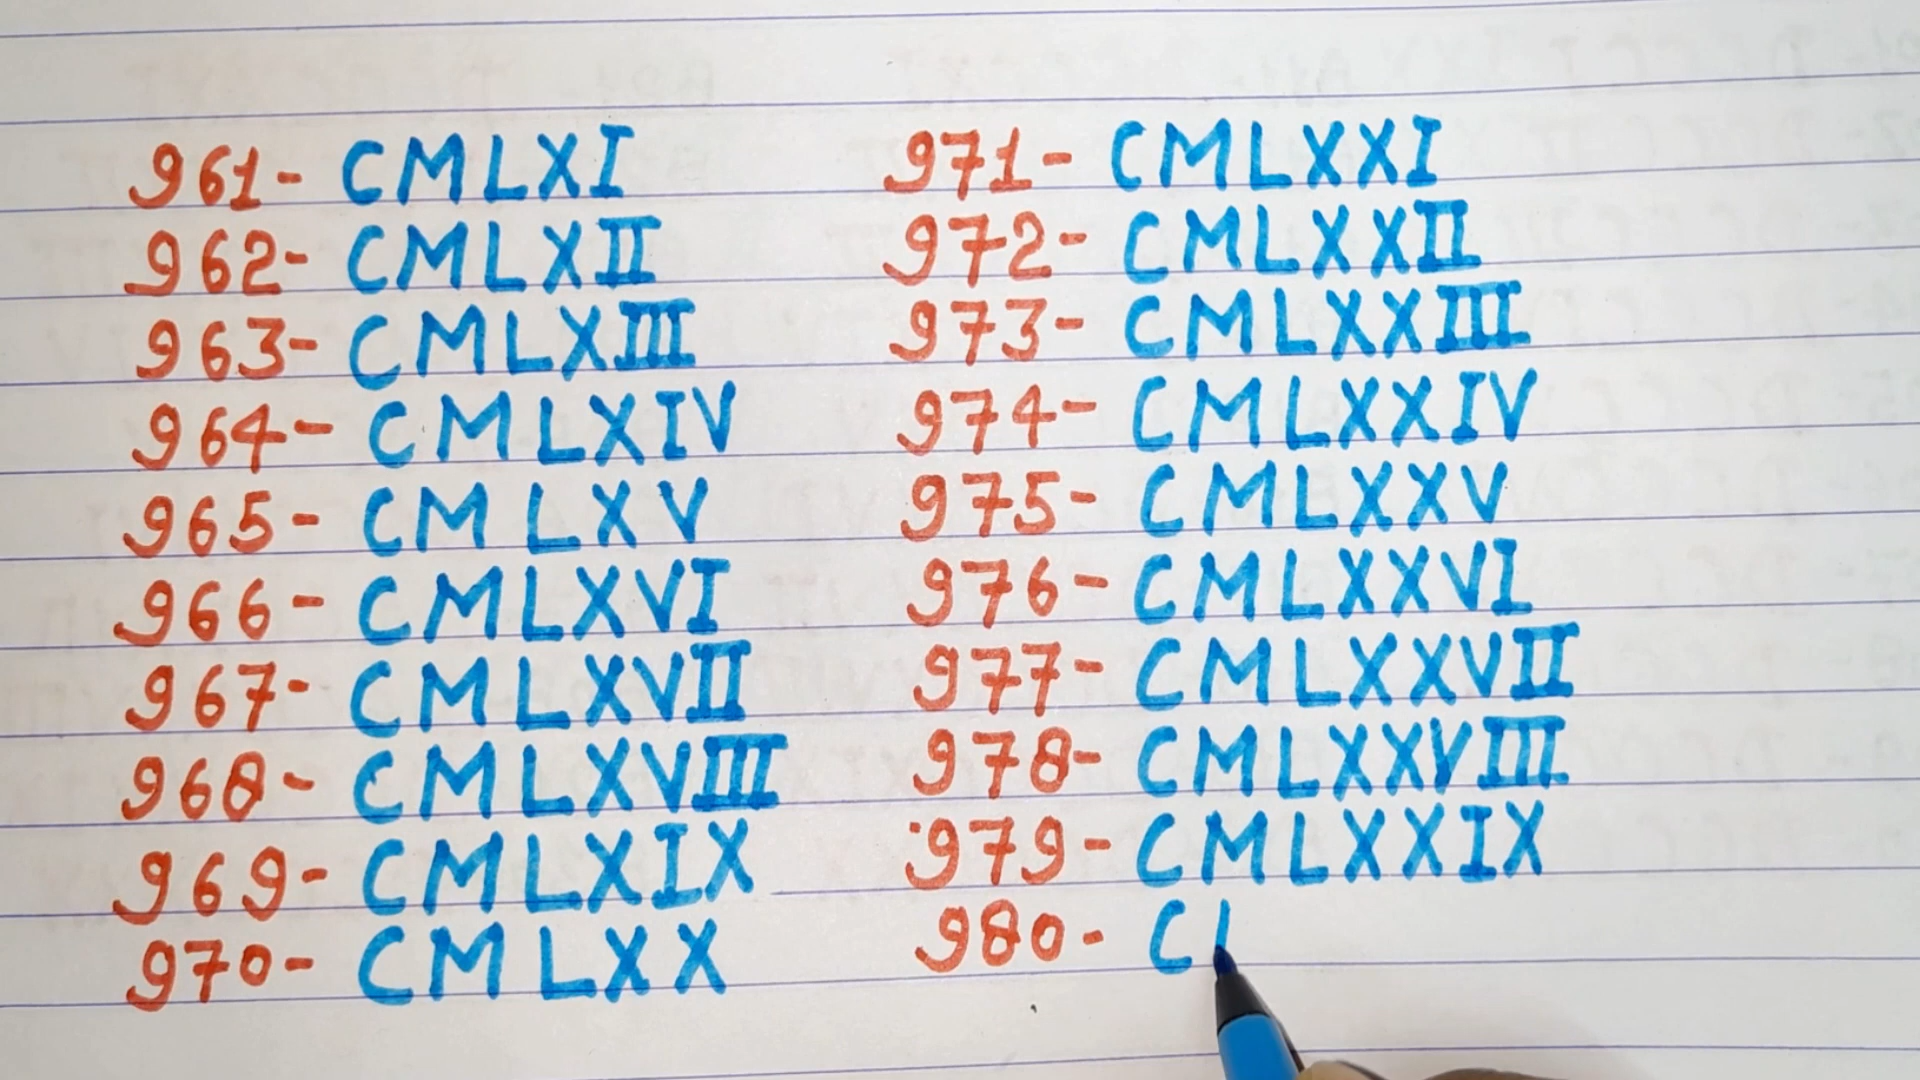 961- CMLXI
962- CMLXII
963- CMLXIII
964- CMLXIV
965- CMLXV
966- CMLXVI
967- CMLXVII
968- CMLXVIII
969- CMLXIX
970- CMLXX
971- CMLXXI
972- CMLXXII
973- CMLXXIII
974- CMLXXIV
975- CMLXXV
976- CMLXXVI
977- CMLXXVII
978- CMLXXVIII
979- CMLXXIX
980- C